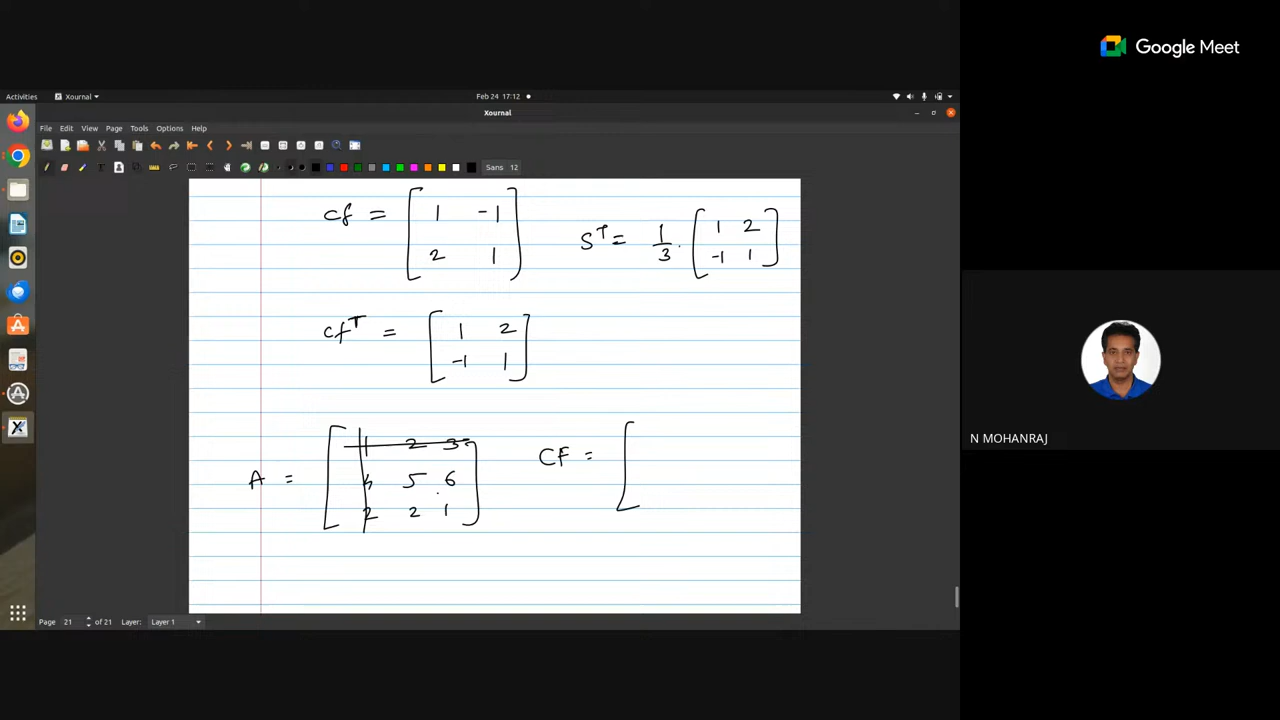 Google Meet
Activities Xournal Feb 24 17:12
Xournal
File Edit View Page Tools Options Help
Sans 12
cf = [ 1 -1
2 1 ]
S^T = 1/3 . [ 1 2
-1 1 ]
cf^T = [ 1 2
-1 1 ]
A = [ 1 2 3
4 5 6
2 2 1 ]
CF = [
N MOHANRAJ
Page 21 of 21 Layer: Layer 1